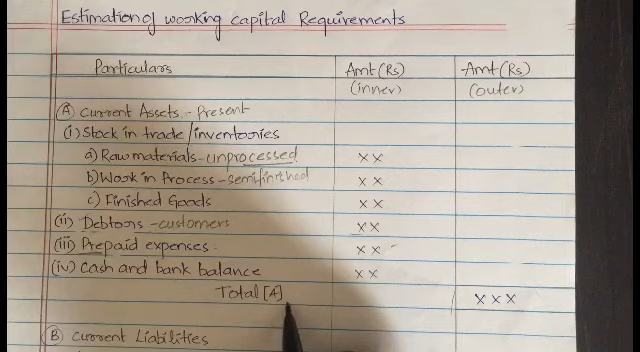 Estimation of working capital Requirements
Particulars Amt (Rs) Amt (Rs)
(inner) (outer)
(A) Current Assets - Present
(i) Stock in trade/inventories
a) Raw materials - unprocessed XX
b) Work in Process - semifinished XX
c) Finished Goods XX
(ii) Debtors - customers XX
(iii) Prepaid expenses. XX
(iv) Cash and bank balance XX
Total [A] XXX
(B) Current Liabilities